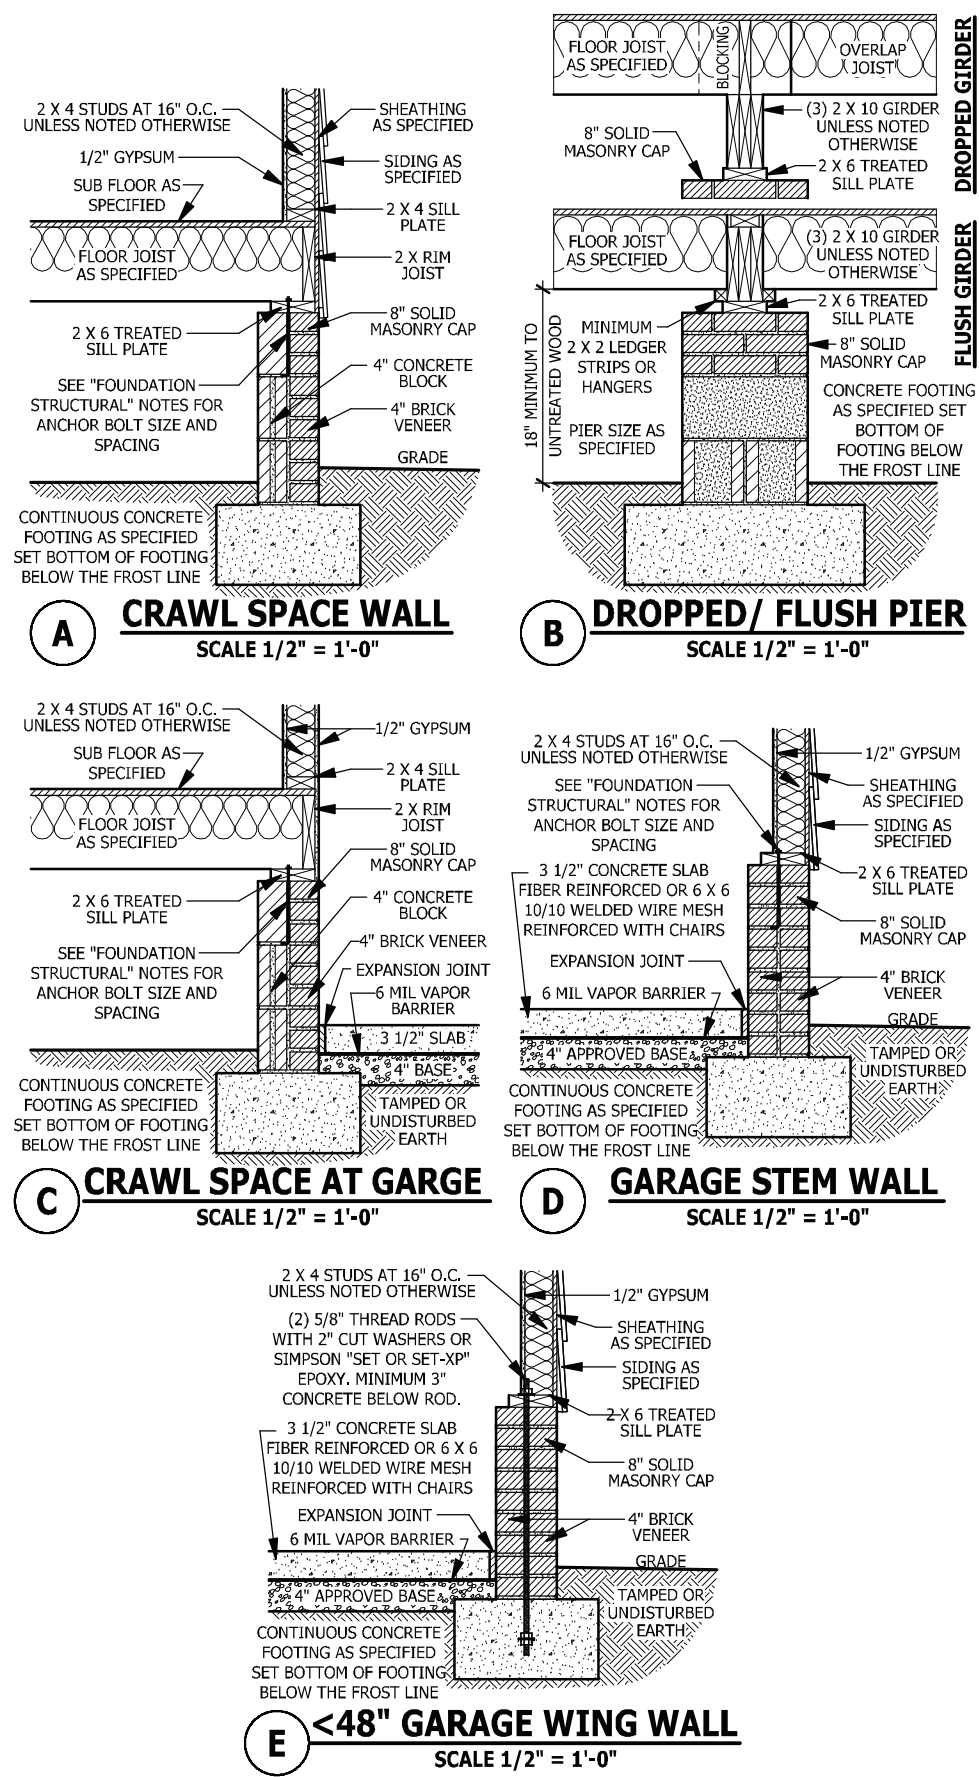 2 X 4 STUDS AT 16" O.C.
UNLESS NOTED OTHERWISE
1/2" GYPSUM
SUB FLOOR AS
SPECIFIED
FLOOR JOIST
AS SPECIFIED
2 X 6 TREATED
SILL PLATE
SEE "FOUNDATION
STRUCTURAL" NOTES FOR
ANCHOR BOLT SIZE AND
SPACING
CONTINUOUS CONCRETE
FOOTING AS SPECIFIED
SET BOTTOM OF FOOTING
BELOW THE FROST LINE
SHEATHING
AS SPECIFIED
SIDING AS
SPECIFIED
2 X 4 SILL
PLATE
2 X RIM
JOIST
8" SOLID
MASONRY CAP
4" CONCRETE
BLOCK
4" BRICK
VENEER
GRADE
A
CRAWL SPACE WALL
SCALE 1/2" = 1'-0"
FLOOR JOIST
AS SPECIFIED
BLOCKING
OVERLAP
JOIST
8" SOLID
MASONRY CAP
(3) 2 X 10 GIRDER
UNLESS NOTED
OTHERWISE
2 X 6 TREATED
SILL PLATE
DROPPED GIRDER
FLOOR JOIST
AS SPECIFIED
(3) 2 X 10 GIRDER
UNLESS NOTED
OTHERWISE
2 X 6 TREATED
SILL PLATE
FLUSH GIRDER
18" MINIMUM TO
UNTREATED WOOD
MINIMUM
2 X 2 LEDGER
STRIPS OR
HANGERS
PIER SIZE AS
SPECIFIED
8" SOLID
MASONRY CAP
CONCRETE FOOTING
AS SPECIFIED SET
BOTTOM OF
FOOTING BELOW
THE FROST LINE
B
DROPPED/ FLUSH PIER
SCALE 1/2" = 1'-0"
2 X 4 STUDS AT 16" O.C.
UNLESS NOTED OTHERWISE
SUB FLOOR AS
SPECIFIED
FLOOR JOIST
AS SPECIFIED
2 X 6 TREATED
SILL PLATE
SEE "FOUNDATION
STRUCTURAL" NOTES FOR
ANCHOR BOLT SIZE AND
SPACING
CONTINUOUS CONCRETE
FOOTING AS SPECIFIED
SET BOTTOM OF FOOTING
BELOW THE FROST LINE
1/2" GYPSUM
2 X 4 SILL
PLATE
2 X RIM
JOIST
8" SOLID
MASONRY CAP
4" CONCRETE
BLOCK
4" BRICK VENEER
EXPANSION JOINT
6 MIL VAPOR
BARRIER
3 1/2" SLAB
4" BASE
TAMPED OR
UNDISTURBED
EARTH
C
CRAWL SPACE AT GARGE
SCALE 1/2" = 1'-0"
2 X 4 STUDS AT 16" O.C.
UNLESS NOTED OTHERWISE
SEE "FOUNDATION
STRUCTURAL" NOTES FOR
ANCHOR BOLT SIZE AND
SPACING
3 1/2" CONCRETE SLAB
FIBER REINFORCED OR 6 X 6
10/10 WELDED WIRE MESH
REINFORCED WITH CHAIRS
EXPANSION JOINT
6 MIL VAPOR BARRIER
4" APPROVED BASE
CONTINUOUS CONCRETE
FOOTING AS SPECIFIED
SET BOTTOM OF FOOTING
BELOW THE FROST LINE
1/2" GYPSUM
SHEATHING
AS SPECIFIED
SIDING AS
SPECIFIED
2 X 6 TREATED
SILL PLATE
8" SOLID
MASONRY CAP
4" BRICK
VENEER
GRADE
TAMPED OR
UNDISTURBED
EARTH
D
GARAGE STEM WALL
SCALE 1/2" = 1'-0"
2 X 4 STUDS AT 16" O.C.
UNLESS NOTED OTHERWISE
(2) 5/8" THREAD RODS
WITH 2" CUT WASHERS OR
SIMPSON "SET OR SET-XP"
EPOXY. MINIMUM 3"
CONCRETE BELOW ROD.
3 1/2" CONCRETE SLAB
FIBER REINFORCED OR 6 X 6
10/10 WELDED WIRE MESH
REINFORCED WITH CHAIRS
EXPANSION JOINT
6 MIL VAPOR BARRIER
4" APPROVED BASE
CONTINUOUS CONCRETE
FOOTING AS SPECIFIED
SET BOTTOM OF FOOTING
BELOW THE FROST LINE
1/2" GYPSUM
SHEATHING
AS SPECIFIED
SIDING AS
SPECIFIED
2 X 6 TREATED
SILL PLATE
8" SOLID
MASONRY CAP
4" BRICK
VENEER
GRADE
TAMPED OR
UNDISTURBED
EARTH
E
<48" GARAGE WING WALL
SCALE 1/2" = 1'-0"